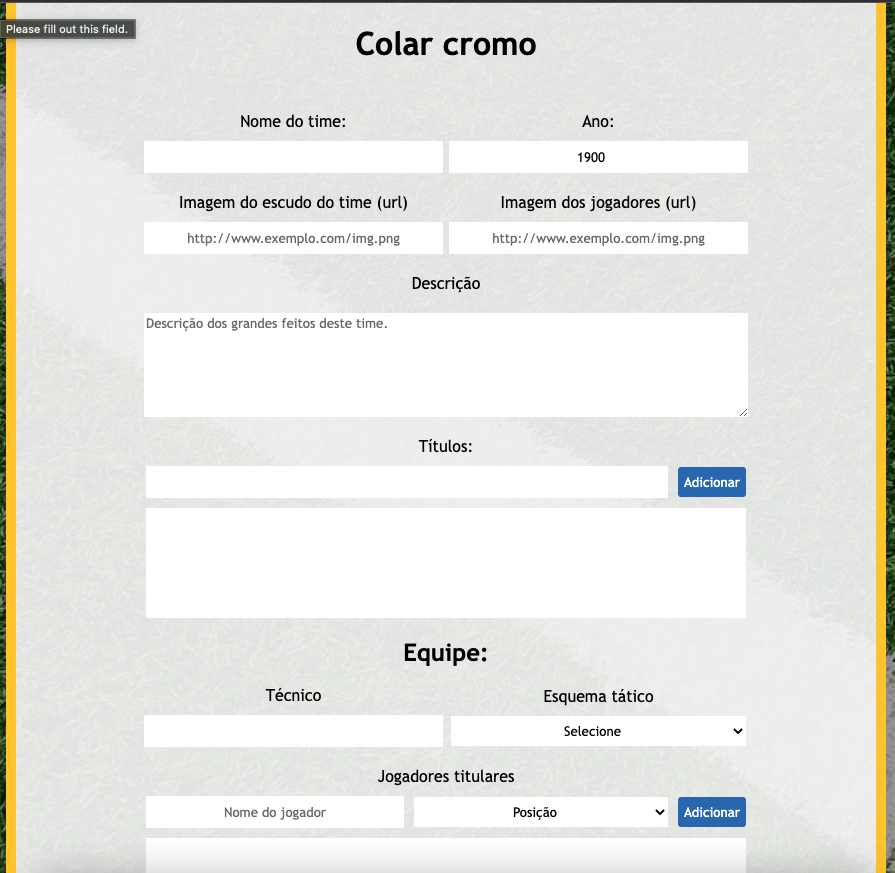 Please fill out this field.
Colar cromo
Nome do time:
Ano:
1900
Imagem do escudo do time (url)
Imagem dos jogadores (url)
http://www.exemplo.com/img.png
http://www.exemplo.com/img.png
Descrição
Descrição dos grandes feitos deste time.
Títulos:
Adicionar
Equipe:
Técnico
Esquema tático
Selecione
Jogadores titulares
Nome do jogador
Posição
Adicionar